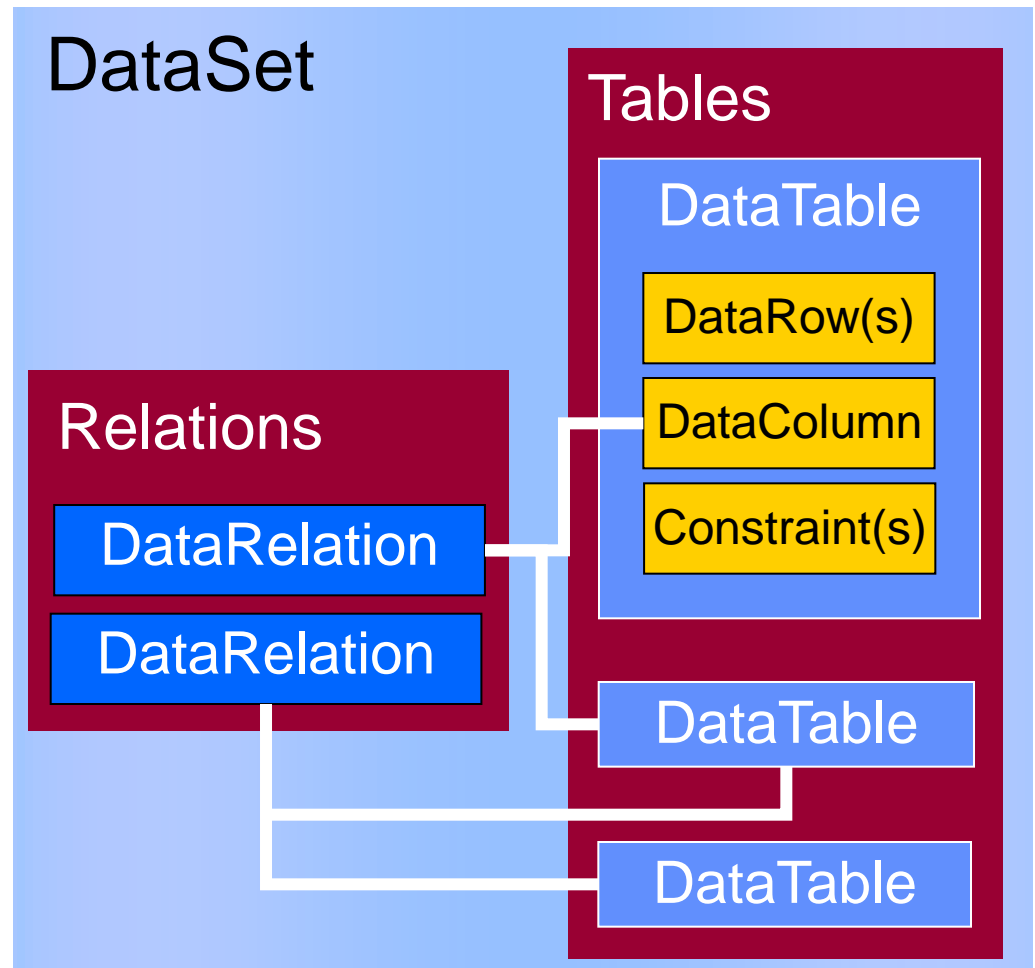 DataSet
Tables
DataTable
DataRow(s)
DataColumn
Constraint(s)
Relations
DataRelation
DataRelation
DataTable
DataTable